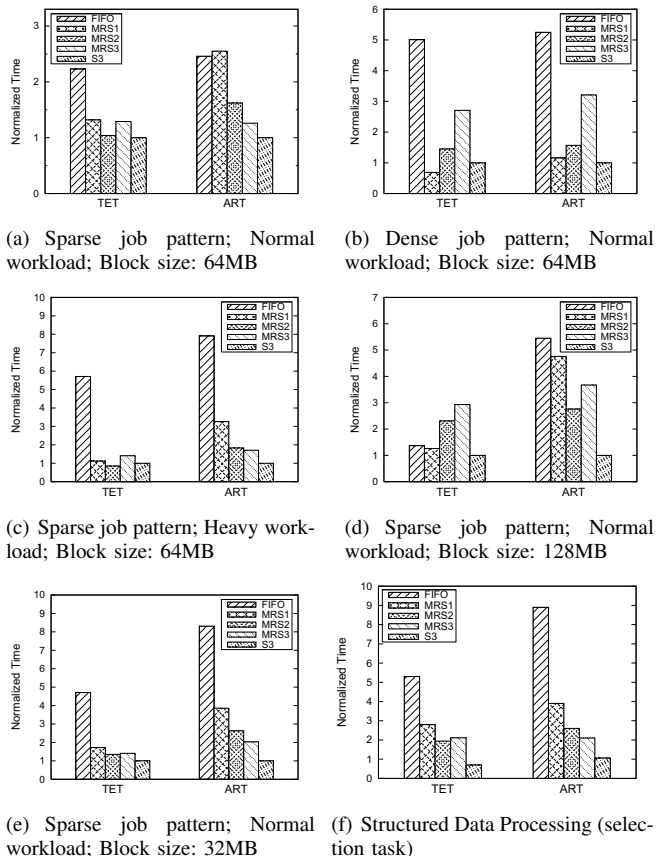 3
2
1
0
Normalized Time
FIFO
MRS1
MRS2
MRS3
S3
TET
ART
(a) Sparse job pattern; Normal
workload; Block size: 64MB
6
5
4
3
2
1
0
Normalized Time
FIFO
MRS1
MRS2
MRS3
S3
TET
ART
(b) Dense job pattern; Normal
workload; Block size: 64MB
10
9
8
7
6
5
4
3
2
1
0
Normalized Time
FIFO
MRS1
MRS2
MRS3
S3
TET
ART
(c) Sparse job pattern; Heavy work-
load; Block size: 64MB
7
6
5
4
3
2
1
0
Normalized Time
FIFO
MRS1
MRS2
MRS3
S3
TET
ART
(d) Sparse job pattern; Normal
workload; Block size: 128MB
10
9
8
7
6
5
4
3
2
1
0
Normalized Time
FIFO
MRS1
MRS2
MRS3
S3
TET
ART
(e) Sparse job pattern; Normal
workload; Block size: 32MB
10
9
8
7
6
5
4
3
2
1
0
Normalized Time
FIFO
MRS1
MRS2
MRS3
S3
TET
ART
(f) Structured Data Processing (selec-
tion task)